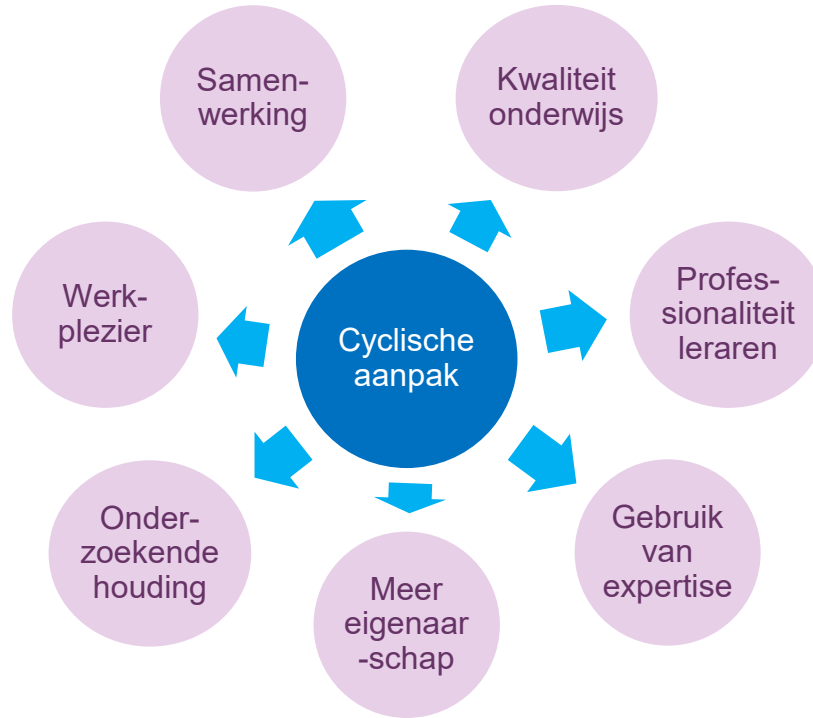 Samen-
werking
Kwaliteit
onderwijs
Werk-
plezier
Cyclische
aanpak
Profes-
sionaliteit
leraren
Onder-
zoekende
houding
Meer
eigenaar
-schap
Gebruik
van
expertise